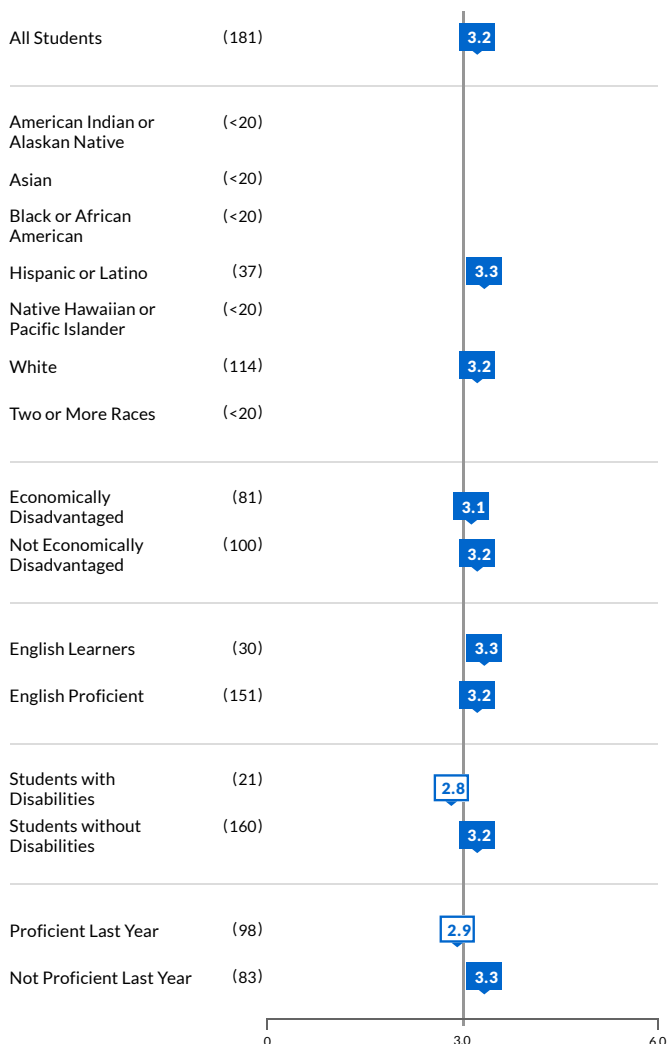 All Students (181) 3.2
American Indian or (<20)
Alaskan Native
Asian (<20)
Black or African (<20)
American
Hispanic or Latino (37) 3.3
Native Hawaiian or (<20)
Pacific Islander
White (114) 3.2
Two or More Races (<20)
Economically (81) 3.1
Disadvantaged
Not Economically (100) 3.2
Disadvantaged
English Learners (30) 3.3
English Proficient (151) 3.2
Students with (21) 2.8
Disabilities
Students without (160) 3.2
Disabilities
Proficient Last Year (98) 2.9
Not Proficient Last Year (83) 3.3
0 3.0 6.0